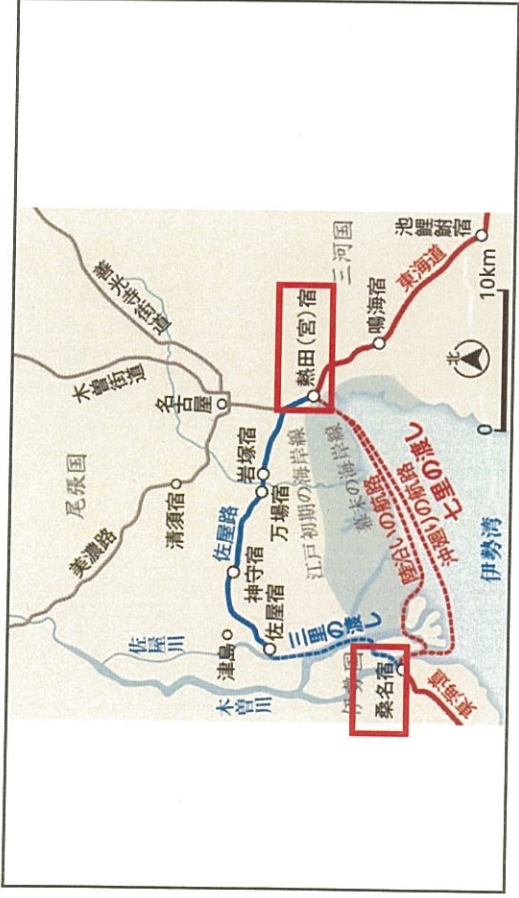 善光寺街道
木曽街道
尾張国
美濃路
名古屋
清須宿
岩塚宿
万場宿
佐屋路
神守宿
津島
佐屋宿
佐屋川
木曽川
三里の渡し
伊勢国
桑名宿
東海道
熱田(宮)宿
三河国
池鯉鮒宿
東海道
鳴海宿
江戸初期の海岸線
幕末の海岸線
陸沿いの航路
沖廻りの航路
七里の渡し
伊勢湾
北
0
10km